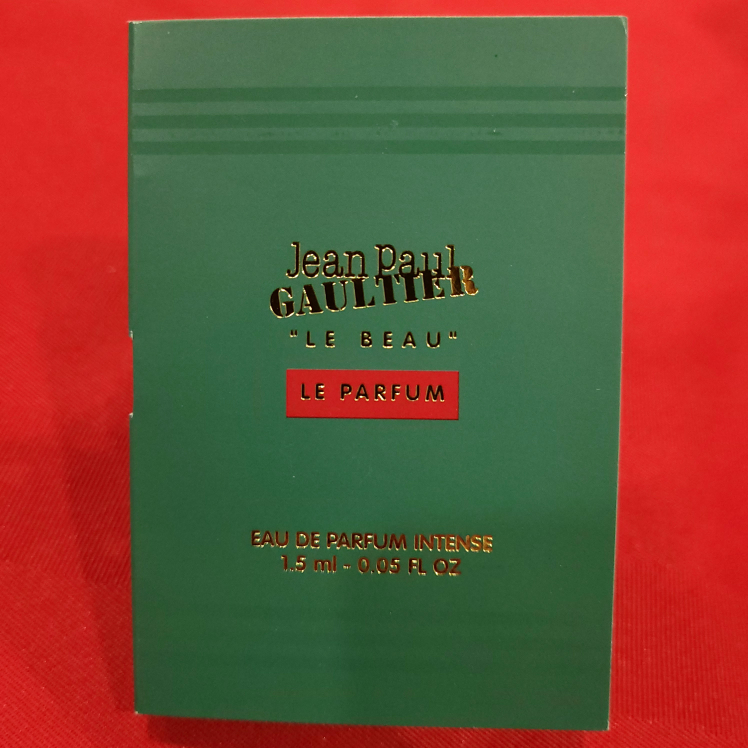 Jean Paul
GAULTIER
"LE BEAU"
LE PARFUM
EAU DE PARFUM INTENSE
1.5 ml - 0.05 FL OZ